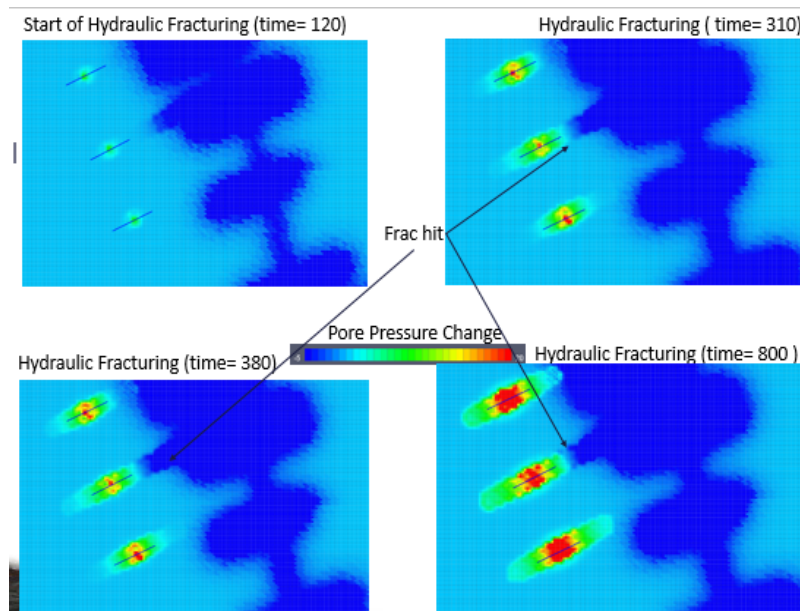 Start of Hydraulic Fracturing (time= 120)
Hydraulic Fracturing ( time= 310)
Frac hit
Pore Pressure Change
Hydraulic Fracturing (time= 380)
Hydraulic Fracturing (time= 800 )